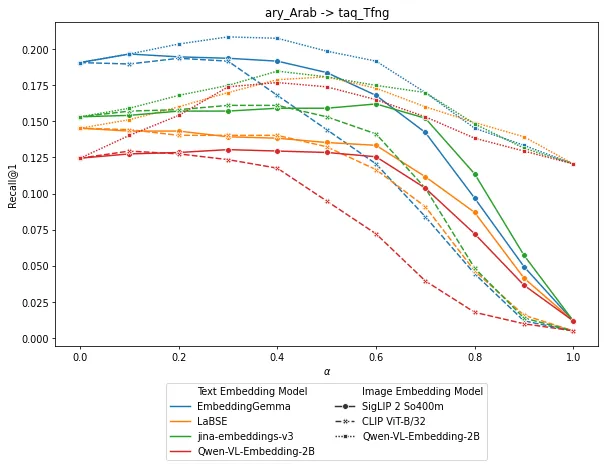 ary_Arab -> taq_Tfng
Recall@1
0.200
0.175
0.150
0.125
0.100
0.075
0.050
0.025
0.000
0.0 0.2 0.4 0.6 0.8 1.0
α
Text Embedding Model
EmbeddingGemma
LaBSE
jina-embeddings-v3
Qwen-VL-Embedding-2B
Image Embedding Model
SigLIP 2 So400m
CLIP ViT-B/32
Qwen-VL-Embedding-2B